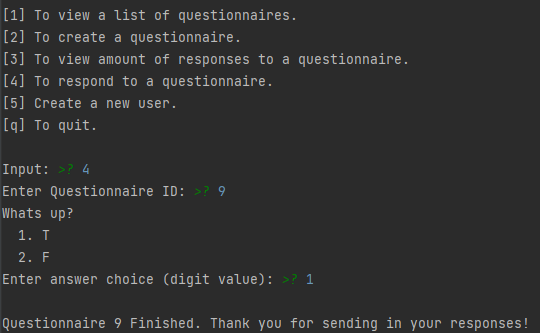 [1] To view a list of questionnaires.
[2] To create a questionnaire.
[3] To view amount of responses to a questionnaire.
[4] To respond to a questionnaire.
[5] Create a new user.
[q] To quit.
Input: >? 4
Enter Questionnaire ID: >? 9
Whats up?
1. T
2. F
Enter answer choice (digit value): >? 1
Questionnaire 9 Finished. Thank you for sending in your responses!